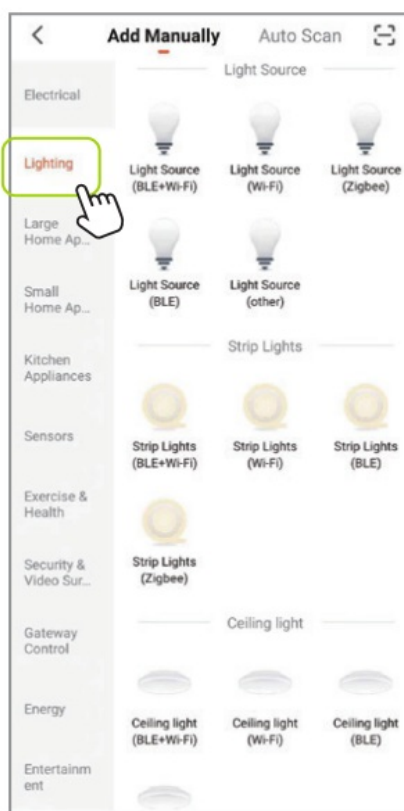 Add Manually
Auto Scan
Electrical
Lighting
Large
Home Ap...
Small
Home Ap...
Kitchen
Appliances
Sensors
Exercise &
Health
Security &
Video Sur...
Gateway
Control
Energy
Entertainm
ent
Light Source
Light Source
(BLE+Wi-Fi)
Light Source
(Wi-Fi)
Light Source
(Zigbee)
Light Source
(BLE)
Light Source
(other)
Strip Lights
Strip Lights
(BLE+Wi-Fi)
Strip Lights
(Wi-Fi)
Strip Lights
(BLE)
Strip Lights
(Zigbee)
Ceiling light
Ceiling light
(BLE+Wi-Fi)
Ceiling light
(Wi-Fi)
Ceiling light
(BLE)